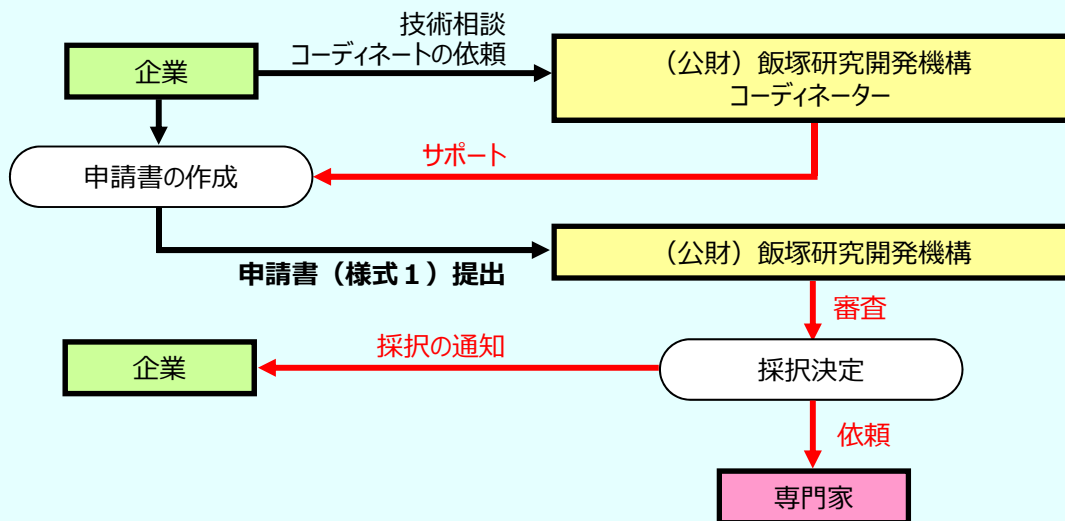 技術相談
コーディネートの依頼
企業
（公財）飯塚研究開発機構
コーディネーター
サポート
申請書の作成
（公財）飯塚研究開発機構
申請書（様式１）提出
審査
採択の通知
企業
採択決定
依頼
専門家